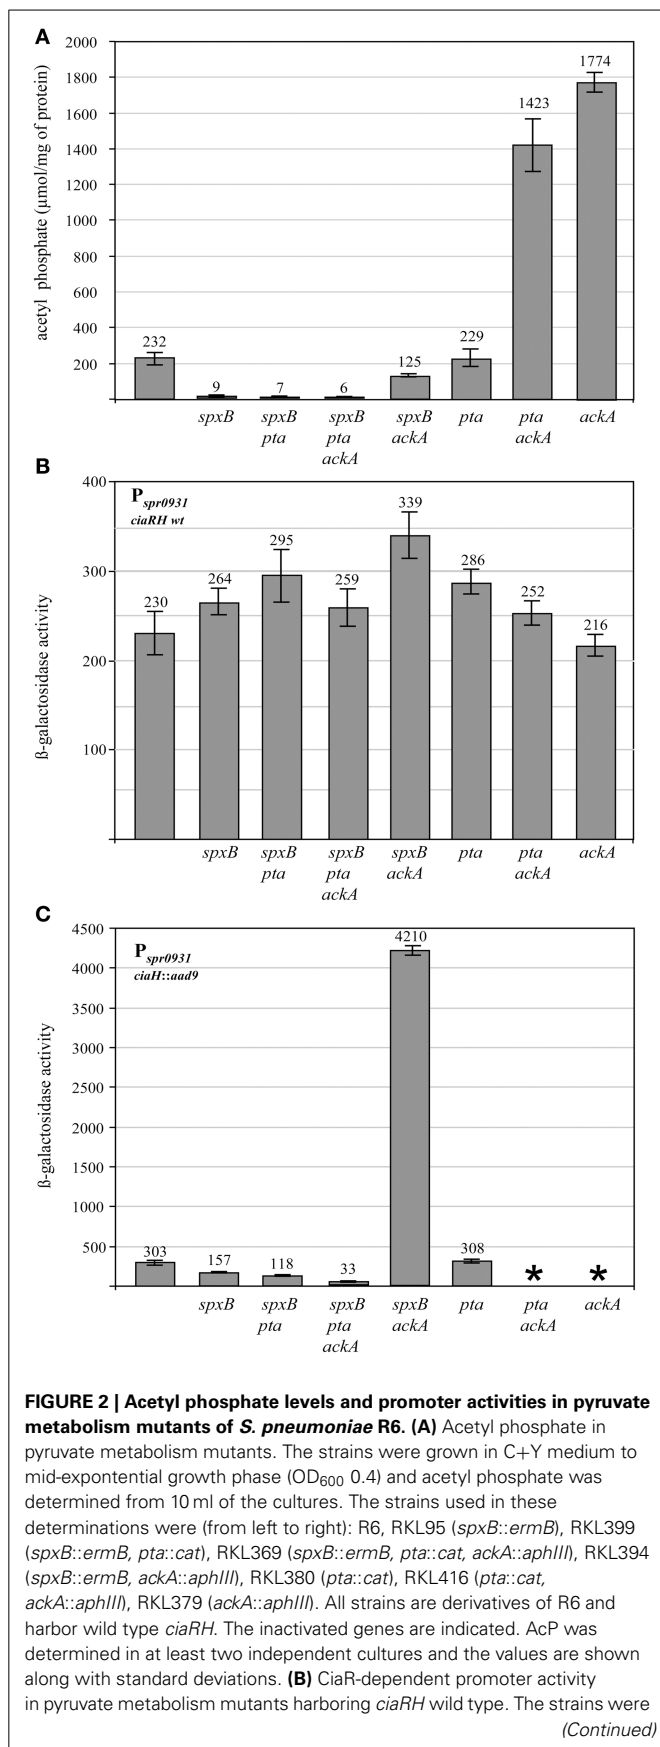 A
acetyl phosphate (µmol/mg of protein)
2000
1800
1600
1400
1200
1000
800
600
400
200
232
9
7
6
125
229
1423
1774
spxB
spxB
pta
spxB
pta
ackA
spxB
ackA
pta
pta
ackA
ackA
B
P spr0931
ciaRH wt
ß-galactosidase activity
400
300
200
100
230
264
295
259
339
286
252
216
spxB
spxB
pta
spxB
pta
ackA
spxB
ackA
pta
pta
ackA
ackA
C
P spr0931
ciaH::aad9
ß-galactosidase activity
4500
4000
3500
3000
2500
2000
1500
1000
500
303
157
118
33
4210
308
*
*
spxB
spxB
pta
spxB
pta
ackA
spxB
ackA
pta
pta
ackA
ackA
FIGURE 2 | Acetyl phosphate levels and promoter activities in pyruvate
metabolism mutants of S. pneumoniae R6. (A) Acetyl phosphate in
pyruvate metabolism mutants. The strains were grown in C+Y medium to
mid-expontential growth phase (OD600 0.4) and acetyl phosphate was
determined from 10 ml of the cultures. The strains used in these
determinations were (from left to right): R6, RKL95 (spxB::ermB), RKL399
(spxB::ermB, pta::cat), RKL369 (spxB::ermB, pta::cat, ackA::aphIII), RKL394
(spxB::ermB, ackA::aphIII), RKL380 (pta::cat), RKL416 (pta::cat,
ackA::aphIII), RKL379 (ackA::aphIII). All strains are derivatives of R6 and
harbor wild type ciaRH. The inactivated genes are indicated. AcP was
determined in at least two independent cultures and the values are shown
along with standard deviations. (B) CiaR-dependent promoter activity
in pyruvate metabolism mutants harboring ciaRH wild type. The strains were
(Continued)